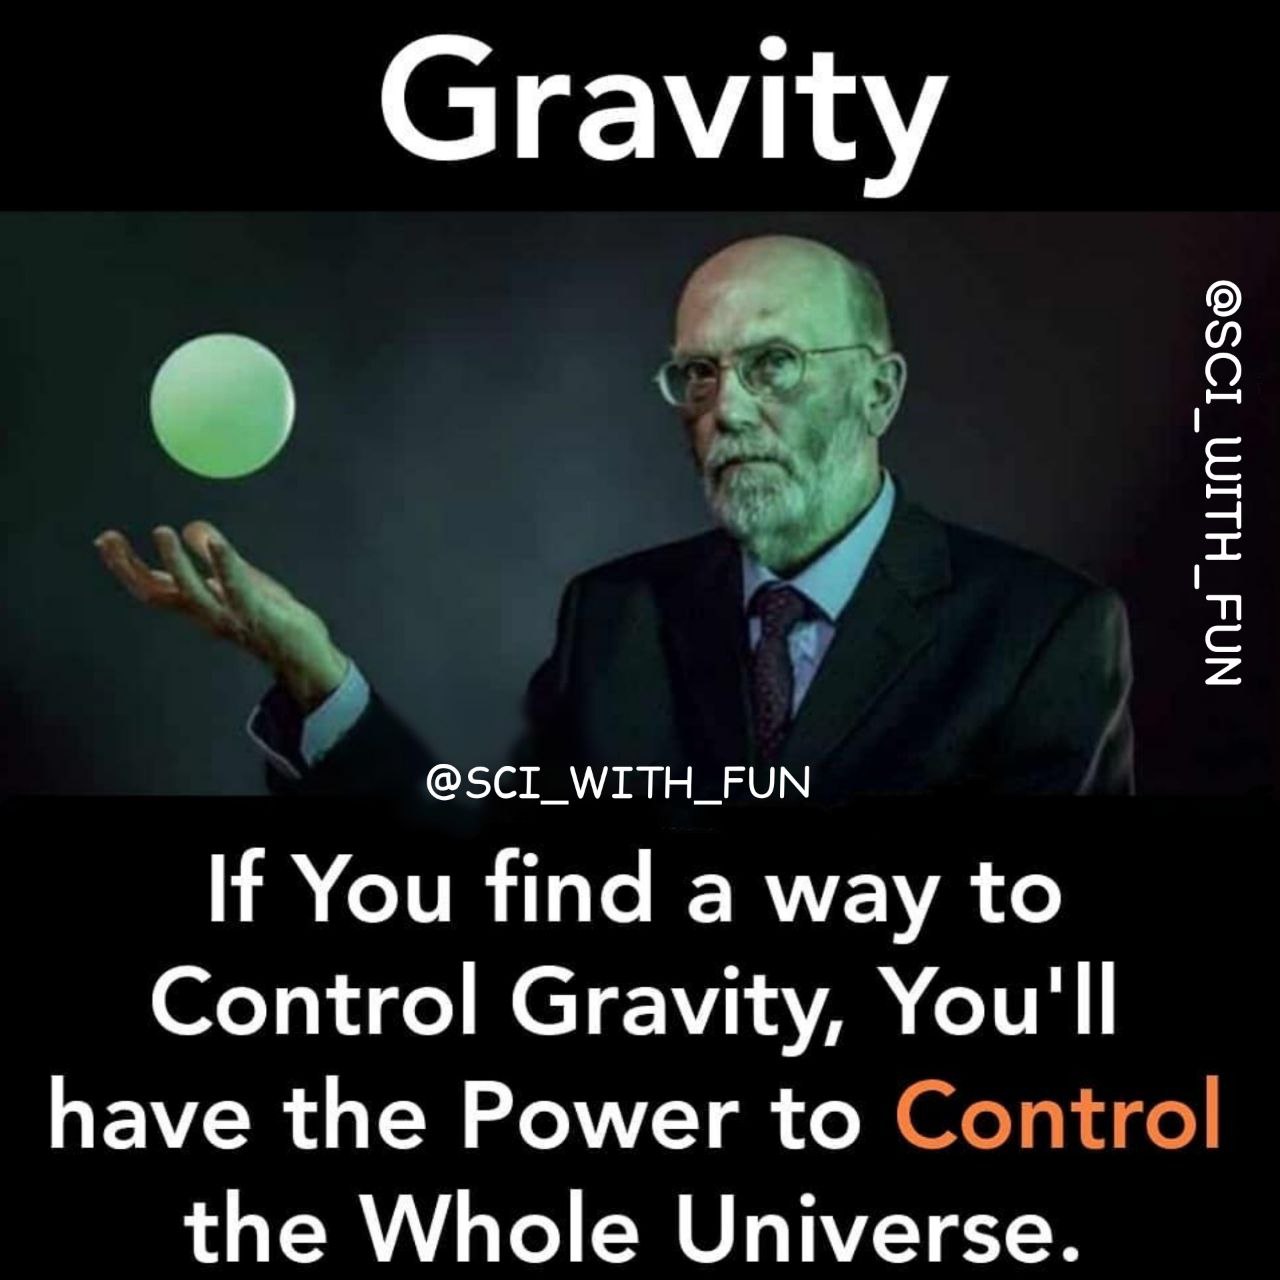 Gravity
@SCI_WITH_FUN
@SCI_WITH_FUN
If You find a way to
Control Gravity, You'll
have the Power to Control
the Whole Universe.